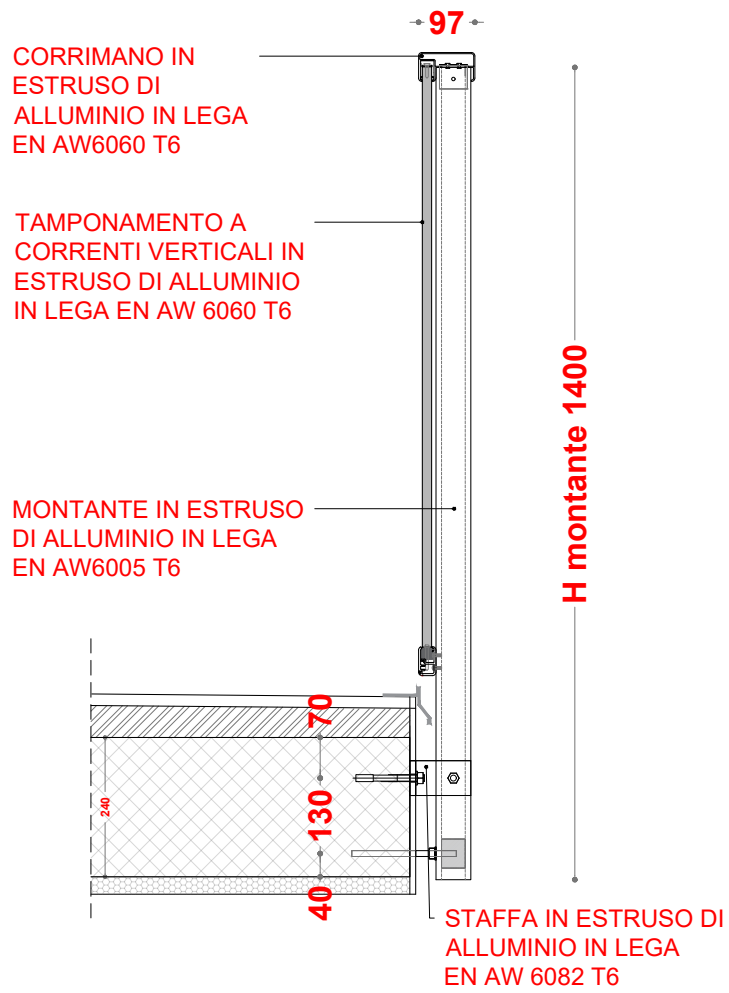 97
CORRIMANO IN
ESTRUSO DI
ALLUMINIO IN LEGA
EN AW6060 T6
TAMPONAMENTO A
CORRENTI VERTICALI IN
ESTRUSO DI ALLUMINIO
IN LEGA EN AW 6060 T6
H montante 1400
MONTANTE IN ESTRUSO
DI ALLUMINIO IN LEGA
EN AW6005 T6
70
240
130
40
STAFFA IN ESTRUSO DI
ALLUMINIO IN LEGA
EN AW 6082 T6